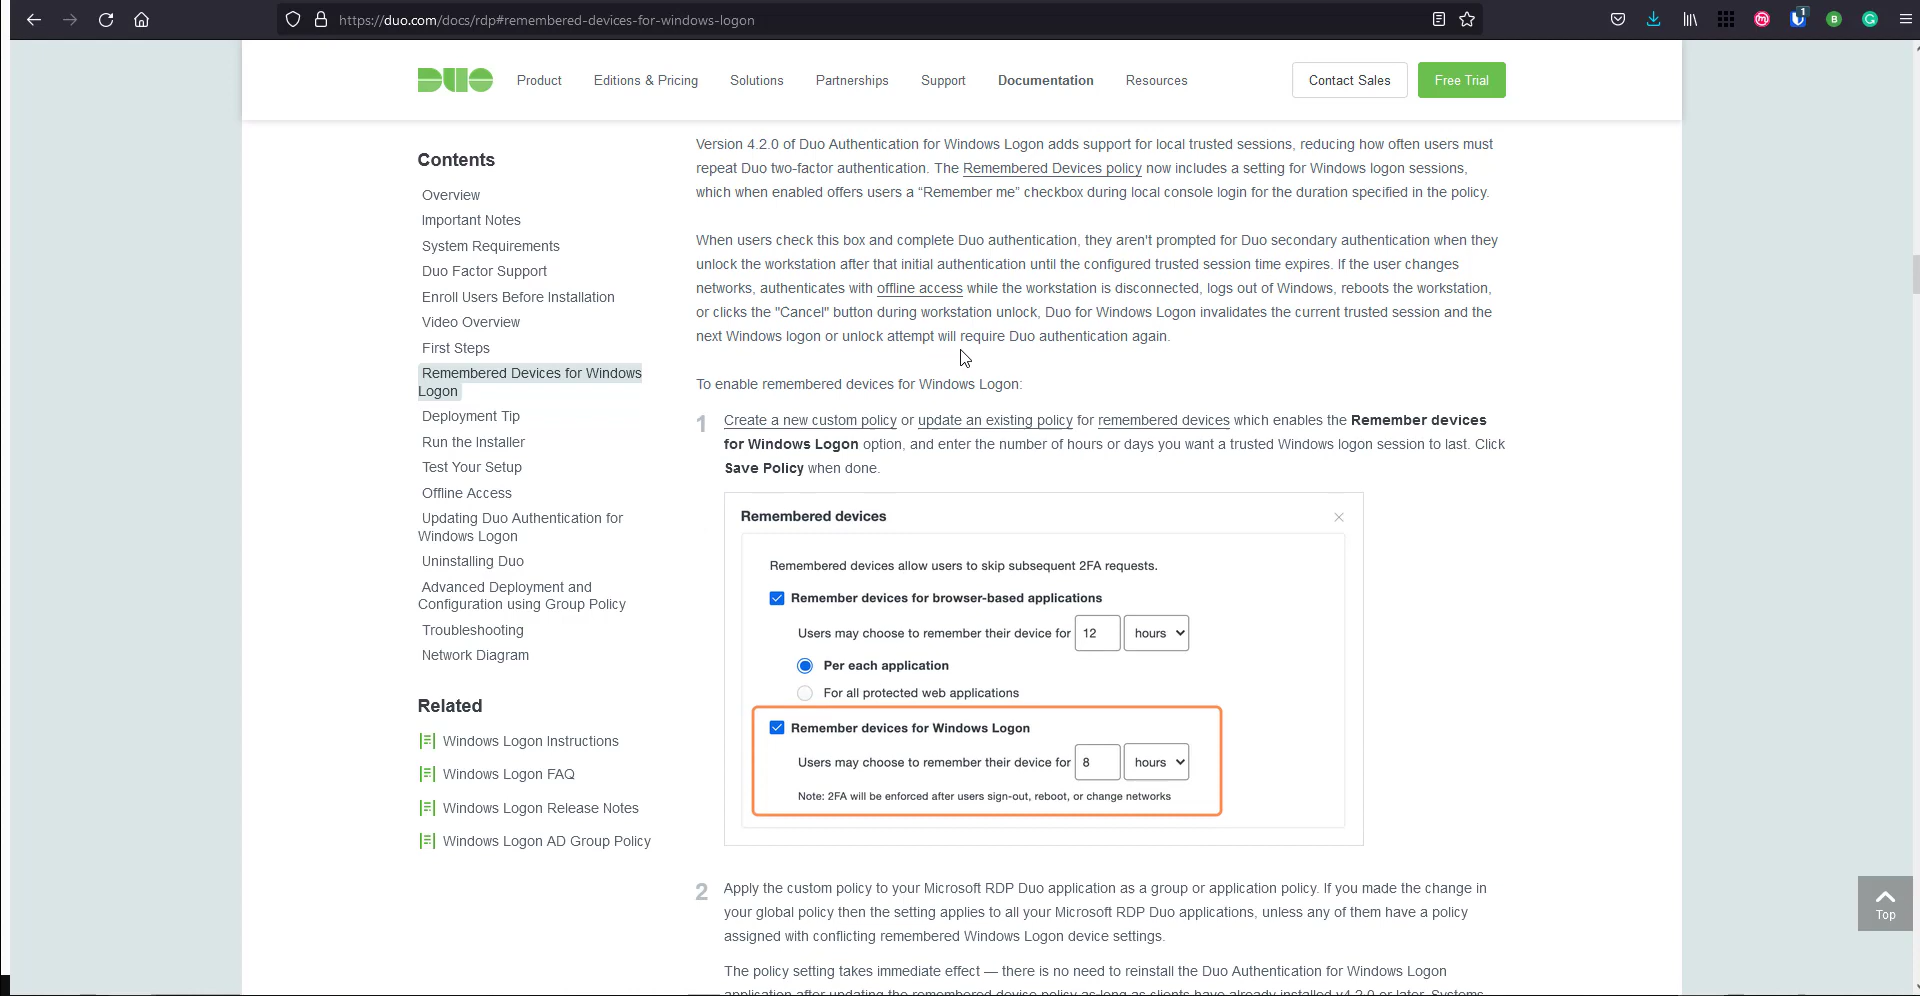 https://duo.com/docs/rdp#remembered-devices-for-windows-logon
1
B
G
DUO
Product
Editions & Pricing
Solutions
Partnerships
Support
Documentation
Resources
Contact Sales
Free Trial
Contents
Overview
Important Notes
System Requirements
Duo Factor Support
Enroll Users Before Installation
Video Overview
First Steps
Remembered Devices for Windows
Logon
Deployment Tip
Run the Installer
Test Your Setup
Offline Access
Updating Duo Authentication for
Windows Logon
Uninstalling Duo
Advanced Deployment and
Configuration using Group Policy
Troubleshooting
Network Diagram
Related
Windows Logon Instructions
Windows Logon FAQ
Windows Logon Release Notes
Windows Logon AD Group Policy
Version 4.2.0 of Duo Authentication for Windows Logon adds support for local trusted sessions, reducing how often users must
repeat Duo two-factor authentication. The Remembered Devices policy now includes a setting for Windows logon sessions,
which when enabled offers users a “Remember me” checkbox during local console login for the duration specified in the policy.
When users check this box and complete Duo authentication, they aren't prompted for Duo secondary authentication when they
unlock the workstation after that initial authentication until the configured trusted session time expires. If the user changes
networks, authenticates with offline access while the workstation is disconnected, logs out of Windows, reboots the workstation,
or clicks the "Cancel" button during workstation unlock, Duo for Windows Logon invalidates the current trusted session and the
next Windows logon or unlock attempt will require Duo authentication again.
To enable remembered devices for Windows Logon:
1 Create a new custom policy or update an existing policy for remembered devices which enables the Remember devices
for Windows Logon option, and enter the number of hours or days you want a trusted Windows logon session to last. Click
Save Policy when done.
Remembered devices
Remembered devices allow users to skip subsequent 2FA requests.
Remember devices for browser-based applications
Users may choose to remember their device for 12 hours
Per each application
For all protected web applications
Remember devices for Windows Logon
Users may choose to remember their device for 8 hours
Note: 2FA will be enforced after users sign-out, reboot, or change networks
2 Apply the custom policy to your Microsoft RDP Duo application as a group or application policy. If you made the change in
your global policy then the setting applies to all your Microsoft RDP Duo applications, unless any of them have a policy
assigned with conflicting remembered Windows Logon device settings.
The policy setting takes immediate effect — there is no need to reinstall the Duo Authentication for Windows Logon
application after updating the remembered device policy as-long as clients have already installed v4.2.0 or later. Systems
Top